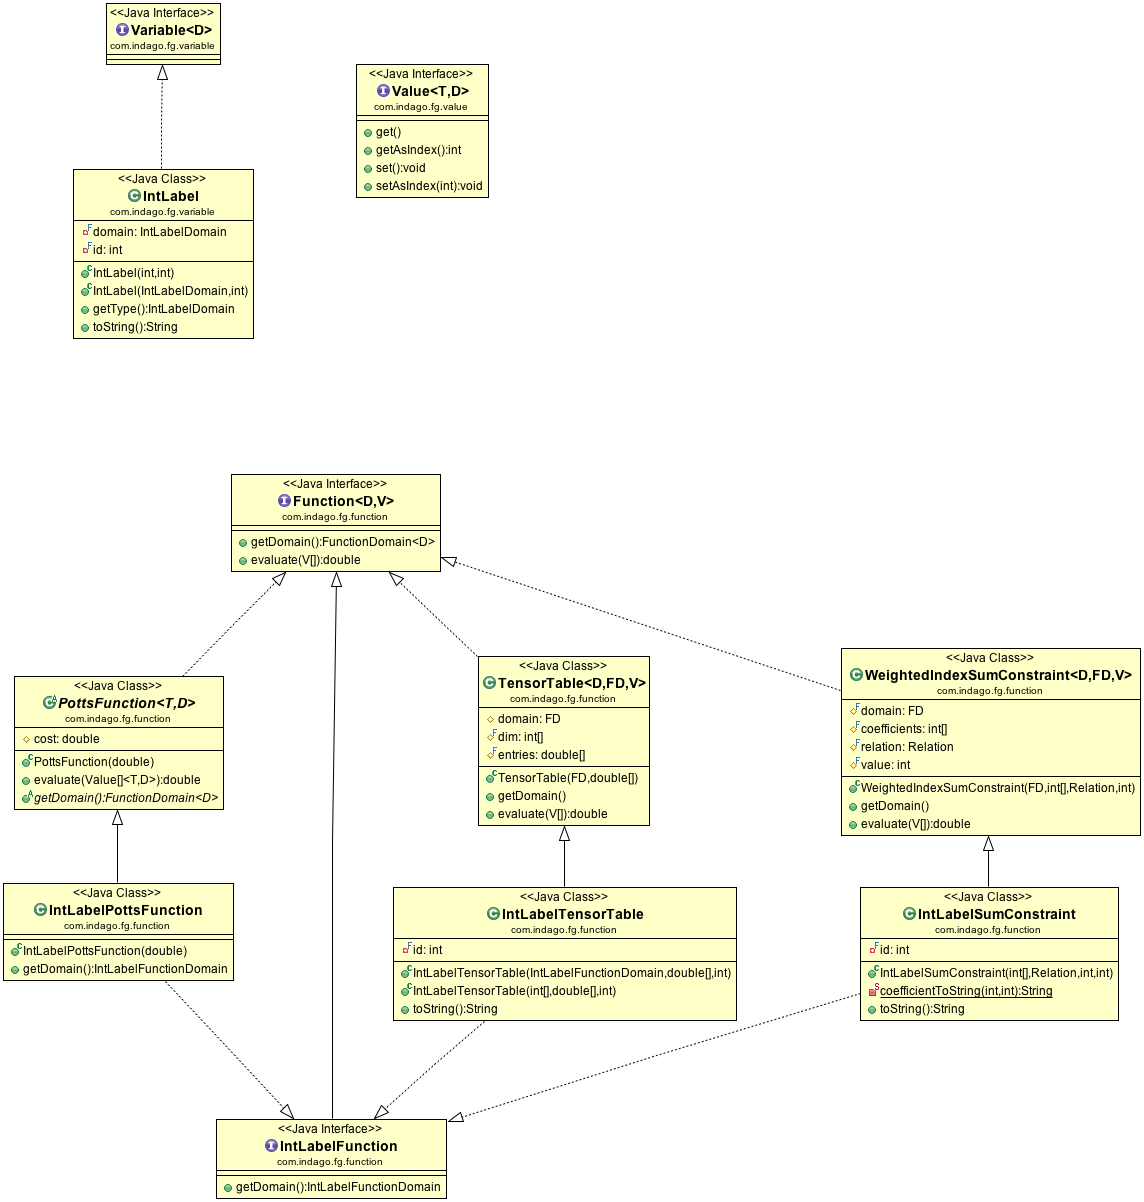 <<Java Interface>>
Variable<D>
com.indago.fg.variable
<<Java Interface>>
Value<T,D>
com.indago.fg.value
get()
getAsIndex():int
set():void
setAsIndex(int):void
<<Java Class>>
IntLabel
com.indago.fg.variable
domain: IntLabelDomain
id: int
IntLabel(int,int)
IntLabel(IntLabelDomain,int)
getType():IntLabelDomain
toString():String
<<Java Interface>>
Function<D,V>
com.indago.fg.function
getDomain():FunctionDomain<D>
evaluate(V[]):double
<<Java Class>>
PottsFunction<T,D>
com.indago.fg.function
cost: double
PottsFunction(double)
evaluate(Value[]<T,D>):double
getDomain():FunctionDomain<D>
<<Java Class>>
TensorTable<D,FD,V>
com.indago.fg.function
domain: FD
dim: int[]
entries: double[]
TensorTable(FD,double[])
getDomain()
evaluate(V[]):double
<<Java Class>>
WeightedIndexSumConstraint<D,FD,V>
com.indago.fg.function
domain: FD
coefficients: int[]
relation: Relation
value: int
WeightedIndexSumConstraint(FD,int[],Relation,int)
getDomain()
evaluate(V[]):double
<<Java Class>>
IntLabelPottsFunction
com.indago.fg.function
IntLabelPottsFunction(double)
getDomain():IntLabelFunctionDomain
<<Java Class>>
IntLabelTensorTable
com.indago.fg.function
id: int
IntLabelTensorTable(IntLabelFunctionDomain,double[],int)
IntLabelTensorTable(int[],double[],int)
toString():String
<<Java Class>>
IntLabelSumConstraint
com.indago.fg.function
id: int
IntLabelSumConstraint(int[],Relation,int,int)
coefficientToString(int,int):String
toString():String
<<Java Interface>>
IntLabelFunction
com.indago.fg.function
getDomain():IntLabelFunctionDomain